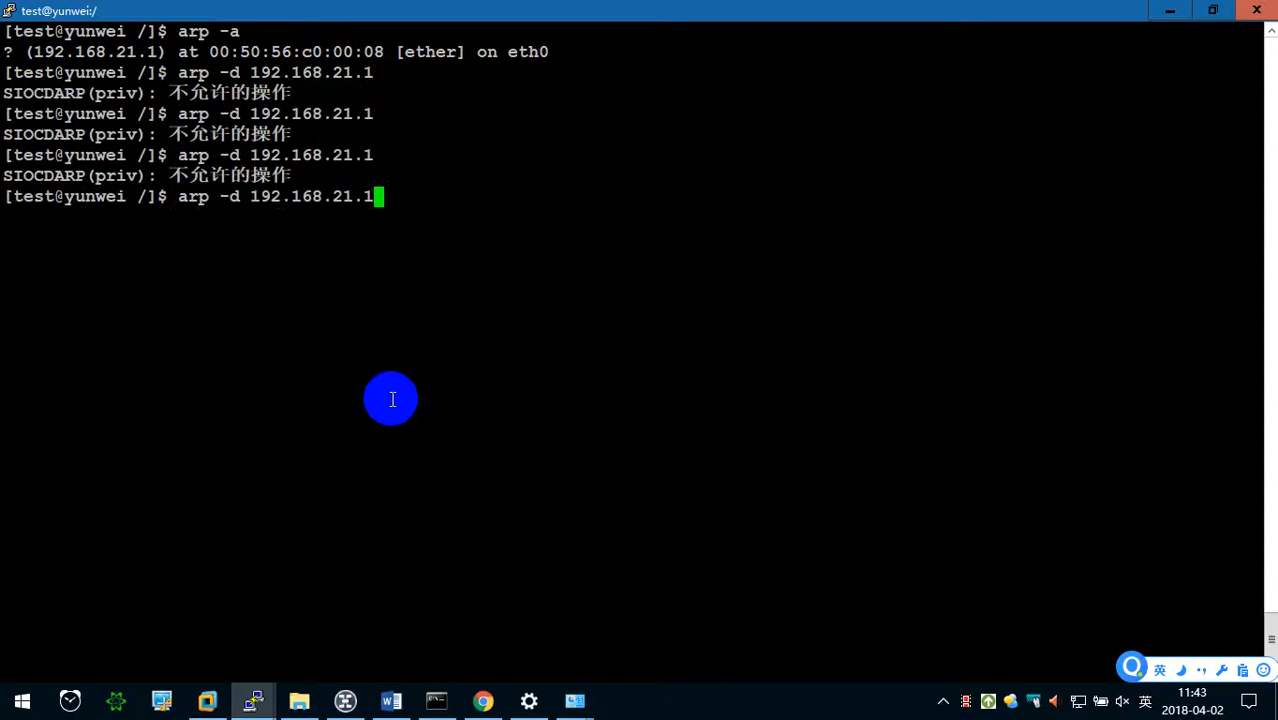 test@yunwei:/
[test@yunwei /]$ arp -a
? (192.168.21.1) at 00:50:56:c0:00:08 [ether] on eth0
[test@yunwei /]$ arp -d 192.168.21.1
SIOCDARP(priv): 不允许的操作
[test@yunwei /]$ arp -d 192.168.21.1
SIOCDARP(priv): 不允许的操作
[test@yunwei /]$ arp -d 192.168.21.1
SIOCDARP(priv): 不允许的操作
[test@yunwei /]$ arp -d 192.168.21.1
英
英
11:43
2018-04-02